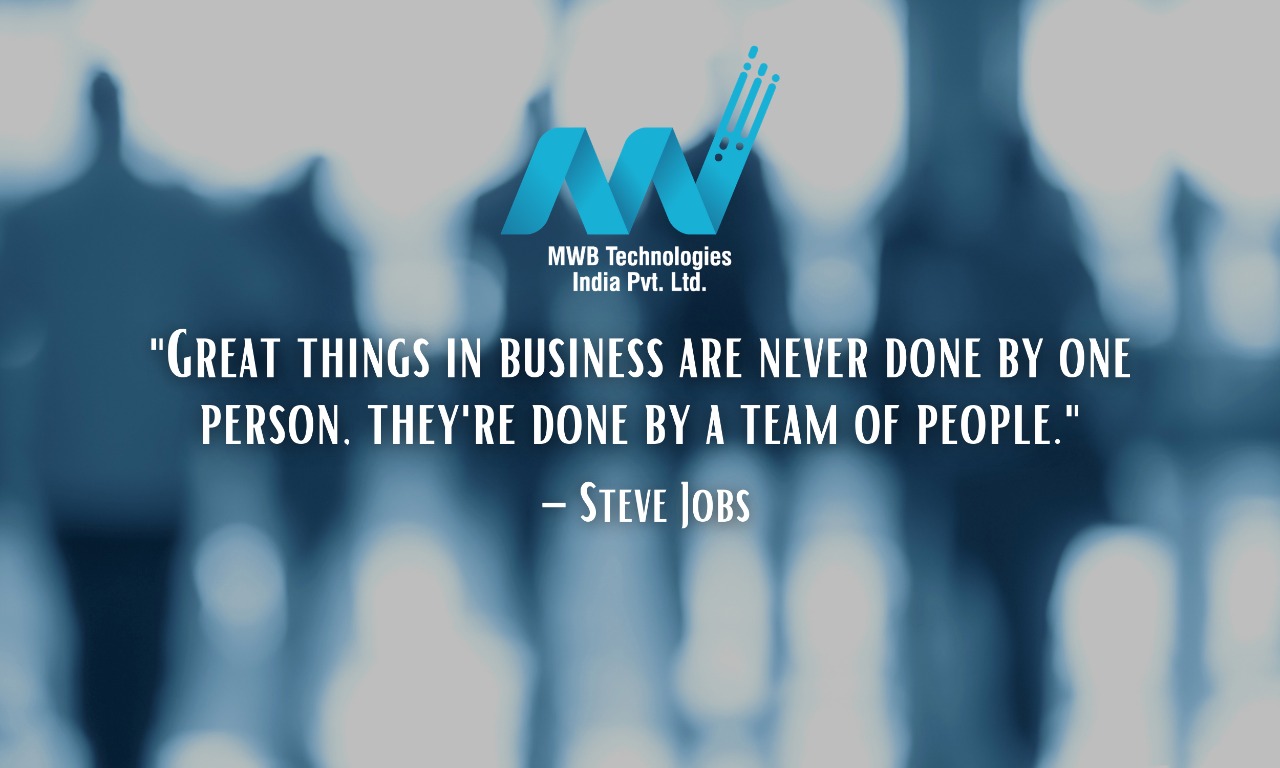 MWB Technologies
India Pvt. Ltd.
"GREAT THINGS IN BUSINESS ARE NEVER DONE BY ONE
PERSON. THEY'RE DONE BY A TEAM OF PEOPLE."
– STEVE JOBS